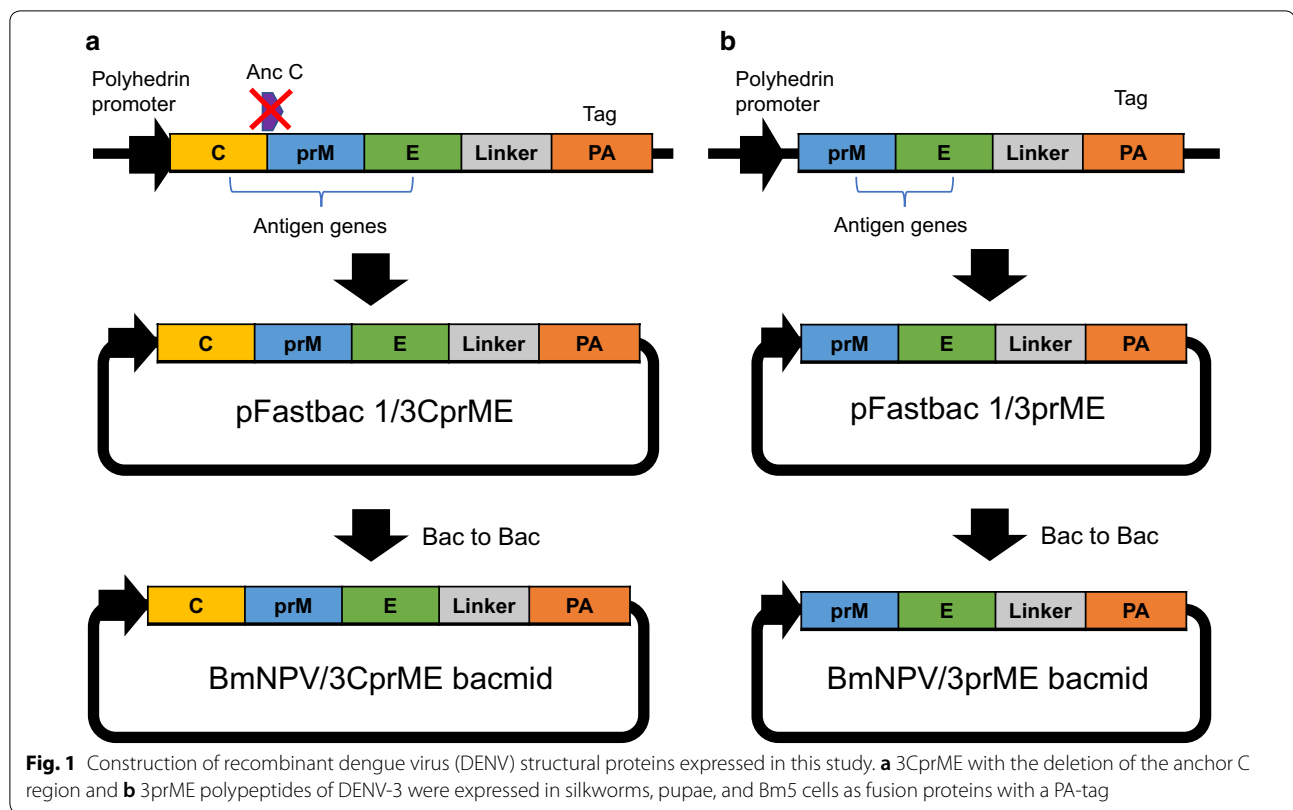 a
Polyhedrin
promoter
Anc C
Tag
C prM E Linker PA
Antigen genes
C prM E Linker PA
pFastbac 1/3CprME
Bac to Bac
C prM E Linker PA
BmNPV/3CprME bacmid
b
Polyhedrin
promoter
Tag
prM E Linker PA
Antigen genes
prM E Linker PA
pFastbac 1/3prME
Bac to Bac
prM E Linker PA
BmNPV/3prME bacmid
Fig. 1 Construction of recombinant dengue virus (DENV) structural proteins expressed in this study. a 3CprME with the deletion of the anchor C
region and b 3prME polypeptides of DENV-3 were expressed in silkworms, pupae, and Bm5 cells as fusion proteins with a PA-tag